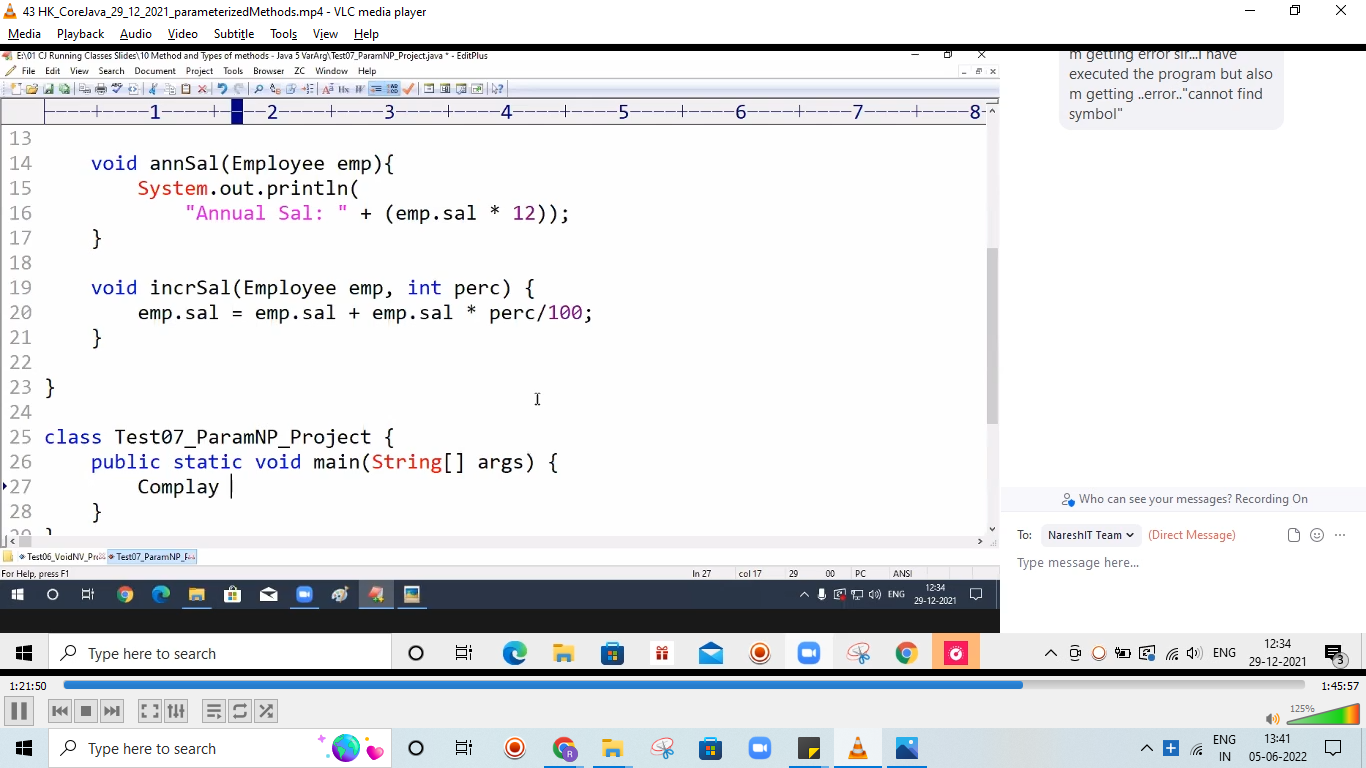 43 HK_CoreJava_29_12_2021_parameterizedMethods.mp4 - VLC media player
Media Playback Audio Video Subtitle Tools View Help
E:\01 CJ Running Classes Slides\10 Method and Types of methods - Java 5 VarArg\Test07_ParamNP_Project.java * - EditPlus
File Edit View Search Document Project Tools Browser ZC Window Help
1 2 3 4 5 6 7 8
13
14 void annSal(Employee emp){
15 System.out.println(
16 "Annual Sal: " + (emp.sal * 12));
17 }
18
19 void incrSal(Employee emp, int perc) {
20 emp.sal = emp.sal + emp.sal * perc/100;
21 }
22
23 }
24
25 class Test07_ParamNP_Project {
26 public static void main(String[] args) {
27 Complay
28 }
29 }
Test06_VoidNV_Pr Test07_ParamNP_P
For Help, press F1 ln 27 col 17 29 00 PC ANSI
ENG 12:34
29-12-2021
m getting error sir...I have
executed the program but also
m getting ..error.."cannot find
symbol"
Who can see your messages? Recording On
To: NareshIT Team (Direct Message)
Type message here...
Type here to search ENG 12:34
29-12-2021 3
1:21:50 1:45:57
125%
Type here to search ENG 13:41
IN 05-06-2022